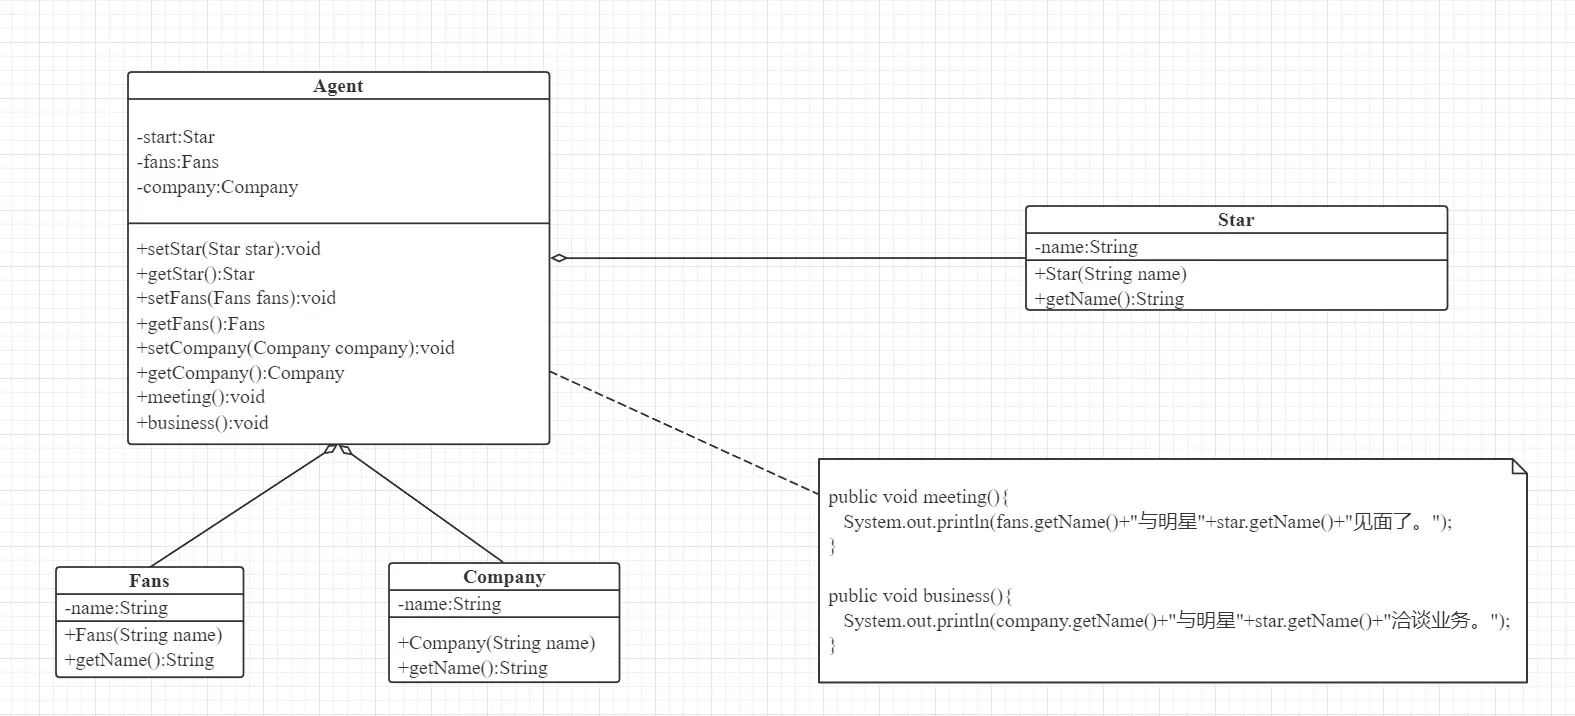 Agent
-start:Star
-fans:Fans
-company:Company
+setStar(Star star):void
+getStar():Star
+setFans(Fans fans):void
+getFans():Fans
+setCompany(Company company):void
+getCompany():Company
+meeting():void
+business():void
Star
-name:String
+Star(String name)
+getName():String
Fans
-name:String
+Fans(String name)
+getName():String
Company
-name:String
+Company(String name)
+getName():String
public void meeting(){
System.out.println(fans.getName()+"与明星"+star.getName()+"见面了。");
}
public void business(){
System.out.println(company.getName()+"与明星"+star.getName()+"洽谈业务。");
}